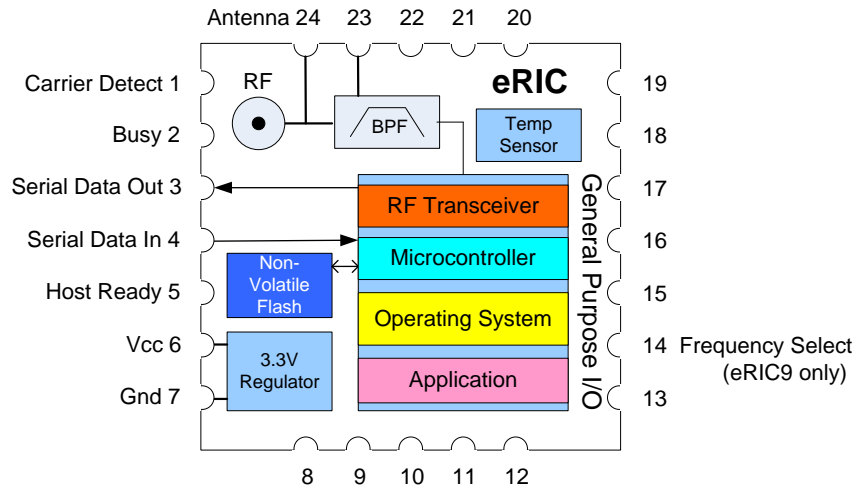 Antenna 24 23 22 21 20
Carrier Detect 1
RF
eRIC
19
BPF
Temp
Sensor
Busy 2
18
Serial Data Out 3
RF Transceiver
17
Serial Data In 4
Microcontroller
16
Non-
Volatile
Flash
Host Ready 5
15
Operating System
General Purpose I/O
Vcc 6
3.3V
Regulator
14 Frequency Select
(eRIC9 only)
Application
Gnd 7
13
8 9 10 11 12